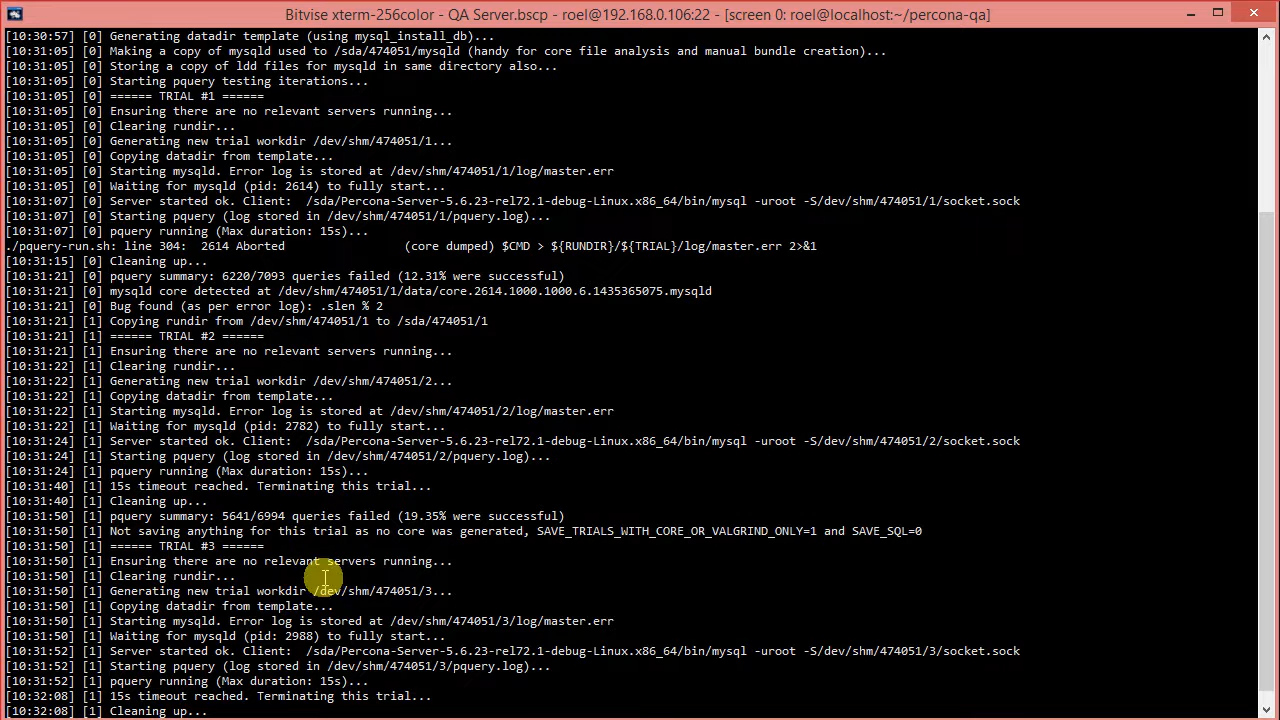 Bitvise xterm-256color - QA Server.bscp - roel@192.168.0.106:22 - [screen 0: roel@localhost:~/percona-qa]
[10:30:57] [0] Generating datadir template (using mysql_install_db)...
[10:31:05] [0] Making a copy of mysqld used to /sda/474051/mysqld (handy for core file analysis and manual bundle creation)...
[10:31:05] [0] Storing a copy of ldd files for mysqld in same directory also...
[10:31:05] [0] Starting pquery testing iterations...
[10:31:05] [0] ====== TRIAL #1 ======
[10:31:05] [0] Ensuring there are no relevant servers running...
[10:31:05] [0] Clearing rundir...
[10:31:05] [0] Generating new trial workdir /dev/shm/474051/1...
[10:31:05] [0] Copying datadir from template...
[10:31:05] [0] Starting mysqld. Error log is stored at /dev/shm/474051/1/log/master.err
[10:31:05] [0] Waiting for mysqld (pid: 2614) to fully start...
[10:31:07] [0] Server started ok. Client:  /sda/Percona-Server-5.6.23-rel72.1-debug-Linux.x86_64/bin/mysql -uroot -S/dev/shm/474051/1/socket.sock
[10:31:07] [0] Starting pquery (log stored in /dev/shm/474051/1/pquery.log)...
[10:31:07] [0] pquery running (Max duration: 15s)...
./pquery-run.sh: line 304:  2614 Aborted                 (core dumped) $CMD > ${RUNDIR}/${TRIAL}/log/master.err 2>&1
[10:31:15] [0] Cleaning up...
[10:31:21] [0] pquery summary: 6220/7093 queries failed (12.31% were successful)
[10:31:21] [0] mysqld core detected at /dev/shm/474051/1/data/core.2614.1000.1000.6.1435365075.mysqld
[10:31:21] [0] Bug found (as per error log): .slen % 2
[10:31:21] [1] Copying rundir from /dev/shm/474051/1 to /sda/474051/1
[10:31:21] [1] ====== TRIAL #2 ======
[10:31:21] [1] Ensuring there are no relevant servers running...
[10:31:22] [1] Clearing rundir...
[10:31:22] [1] Generating new trial workdir /dev/shm/474051/2...
[10:31:22] [1] Copying datadir from template...
[10:31:22] [1] Starting mysqld. Error log is stored at /dev/shm/474051/2/log/master.err
[10:31:22] [1] Waiting for mysqld (pid: 2782) to fully start...
[10:31:24] [1] Server started ok. Client:  /sda/Percona-Server-5.6.23-rel72.1-debug-Linux.x86_64/bin/mysql -uroot -S/dev/shm/474051/2/socket.sock
[10:31:24] [1] Starting pquery (log stored in /dev/shm/474051/2/pquery.log)...
[10:31:24] [1] pquery running (Max duration: 15s)...
[10:31:40] [1] 15s timeout reached. Terminating this trial...
[10:31:40] [1] Cleaning up...
[10:31:50] [1] pquery summary: 5641/6994 queries failed (19.35% were successful)
[10:31:50] [1] Not saving anything for this trial as no core was generated, SAVE_TRIALS_WITH_CORE_OR_VALGRIND_ONLY=1 and SAVE_SQL=0
[10:31:50] [1] ====== TRIAL #3 ======
[10:31:50] [1] Ensuring there are no relevant servers running...
[10:31:50] [1] Clearing rundir...
[10:31:50] [1] Generating new trial workdir /dev/shm/474051/3...
[10:31:50] [1] Copying datadir from template...
[10:31:50] [1] Starting mysqld. Error log is stored at /dev/shm/474051/3/log/master.err
[10:31:50] [1] Waiting for mysqld (pid: 2988) to fully start...
[10:31:52] [1] Server started ok. Client:  /sda/Percona-Server-5.6.23-rel72.1-debug-Linux.x86_64/bin/mysql -uroot -S/dev/shm/474051/3/socket.sock
[10:31:52] [1] Starting pquery (log stored in /dev/shm/474051/3/pquery.log)...
[10:31:52] [1] pquery running (Max duration: 15s)...
[10:32:08] [1] 15s timeout reached. Terminating this trial...
[10:32:08] [1] Cleaning up...